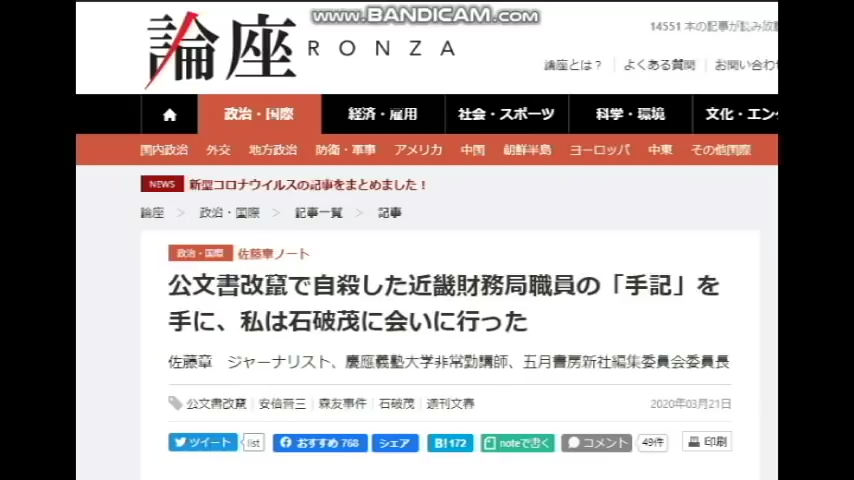 www.BANDICAM.com
論座 RONZA
14551 本の記事が読み放
論座とは？ よくある質問 お問い合わ
政治・国際 経済・雇用 社会・スポーツ 科学・環境 文化・エン
国内政治 外交 地方政治 防衛・軍事 アメリカ 中国 朝鮮半島 ヨーロッパ 中東 その他国際
NEWS 新型コロナウイルスの記事をまとめました！
論座 > 政治・国際 > 記事一覧 > 記事
政治・国際 佐藤章ノート
公文書改竄で自殺した近畿財務局職員の「手記」を
手に、私は石破茂に会いに行った
佐藤章 ジャーナリスト、慶應義塾大学非常勤講師、五月書房新社編集委員会委員長
公文書改竄 | 安倍晋三 | 森友事件 | 石破茂 | 週刊文春 2020年03月21日
ツイート list おすすめ 768 シェア B! 172 noteで書く コメント 49件 印刷